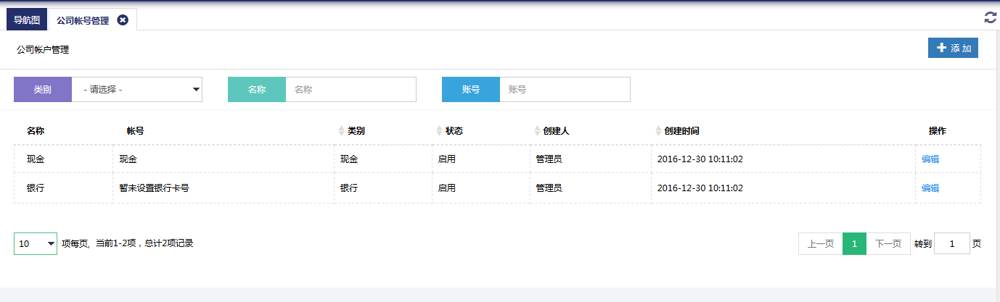 导航图 公司帐号管理
公司帐户管理 添 加
类别 - 请选择 - 名称 名称 账号 账号
名称 帐号 类别 状态 创建人 创建时间 操作
现金 现金 现金 启用 管理员 2016-12-30 10:11:02 编辑
银行 暂未设置银行卡号 银行 启用 管理员 2016-12-30 10:11:02 编辑
10 项每页, 当前1-2项，总计2项记录 上一页 1 下一页 转到 1 页